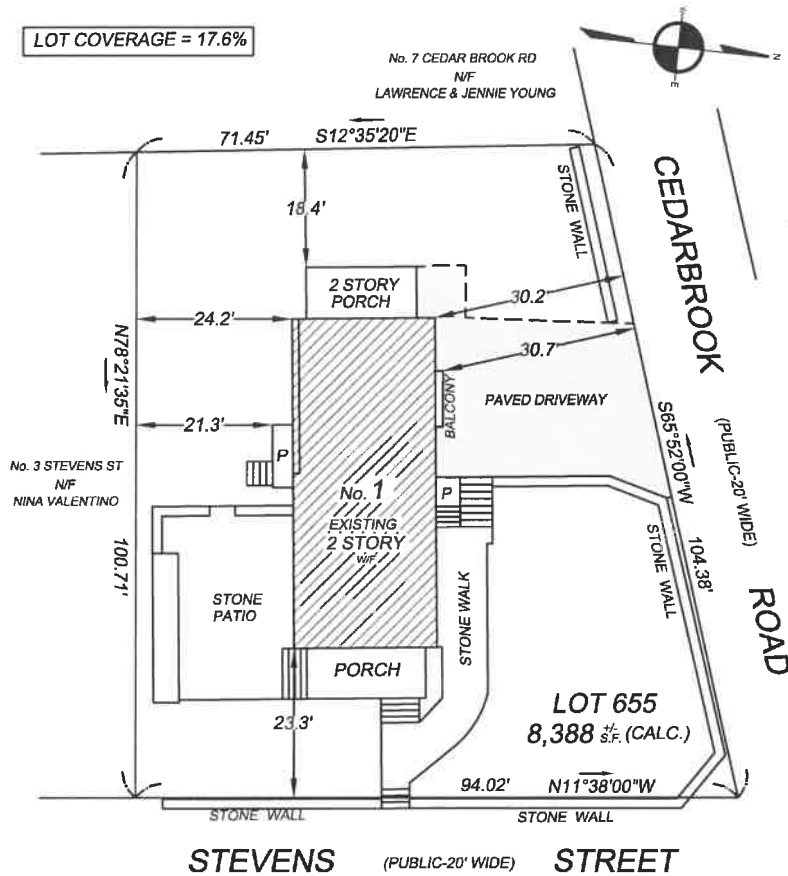 LOT COVERAGE = 17.6%
No. 7 CEDAR BROOK RD
N/F
LAWRENCE & JENNIE YOUNG
N
E
71.45' S12°35'20"E
18.4'
STONE WALL
CEDARBROOK
2 STORY
PORCH
30.2'
24.2'
30.7'
N78°21'35"E
BALCONY
PAVED DRIVEWAY
21.3'
P
S65°52'00"W
(PUBLIC-20' WIDE)
No. 3 STEVENS ST
N/F
NINA VALENTINO
No. 1
P
EXISTING
2 STORY
W/F
100.71'
STONE WALL
104.38'
STONE
PATIO
STONE WALK
ROAD
PORCH
LOT 655
8,388 +/- S.F. (CALC.)
23.3'
94.02' N11°38'00"W
STONE WALL
STONE WALL
STEVENS (PUBLIC-20' WIDE) STREET